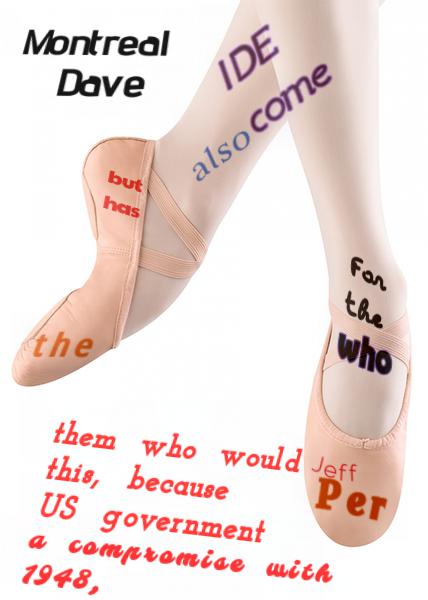 Montreal
Dave
IDE
come
also
but
has
the
For
the
who
them who would
this, because
US government
a compromise with
1948,
Jeff
Per